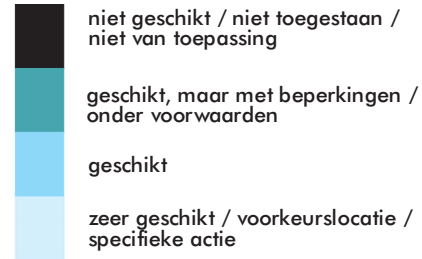 niet geschikt / niet toegestaan /
niet van toepassing
geschikt, maar met beperkingen /
onder voorwaarden
geschikt
zeer geschikt / voorkeurslocatie /
specifieke actie